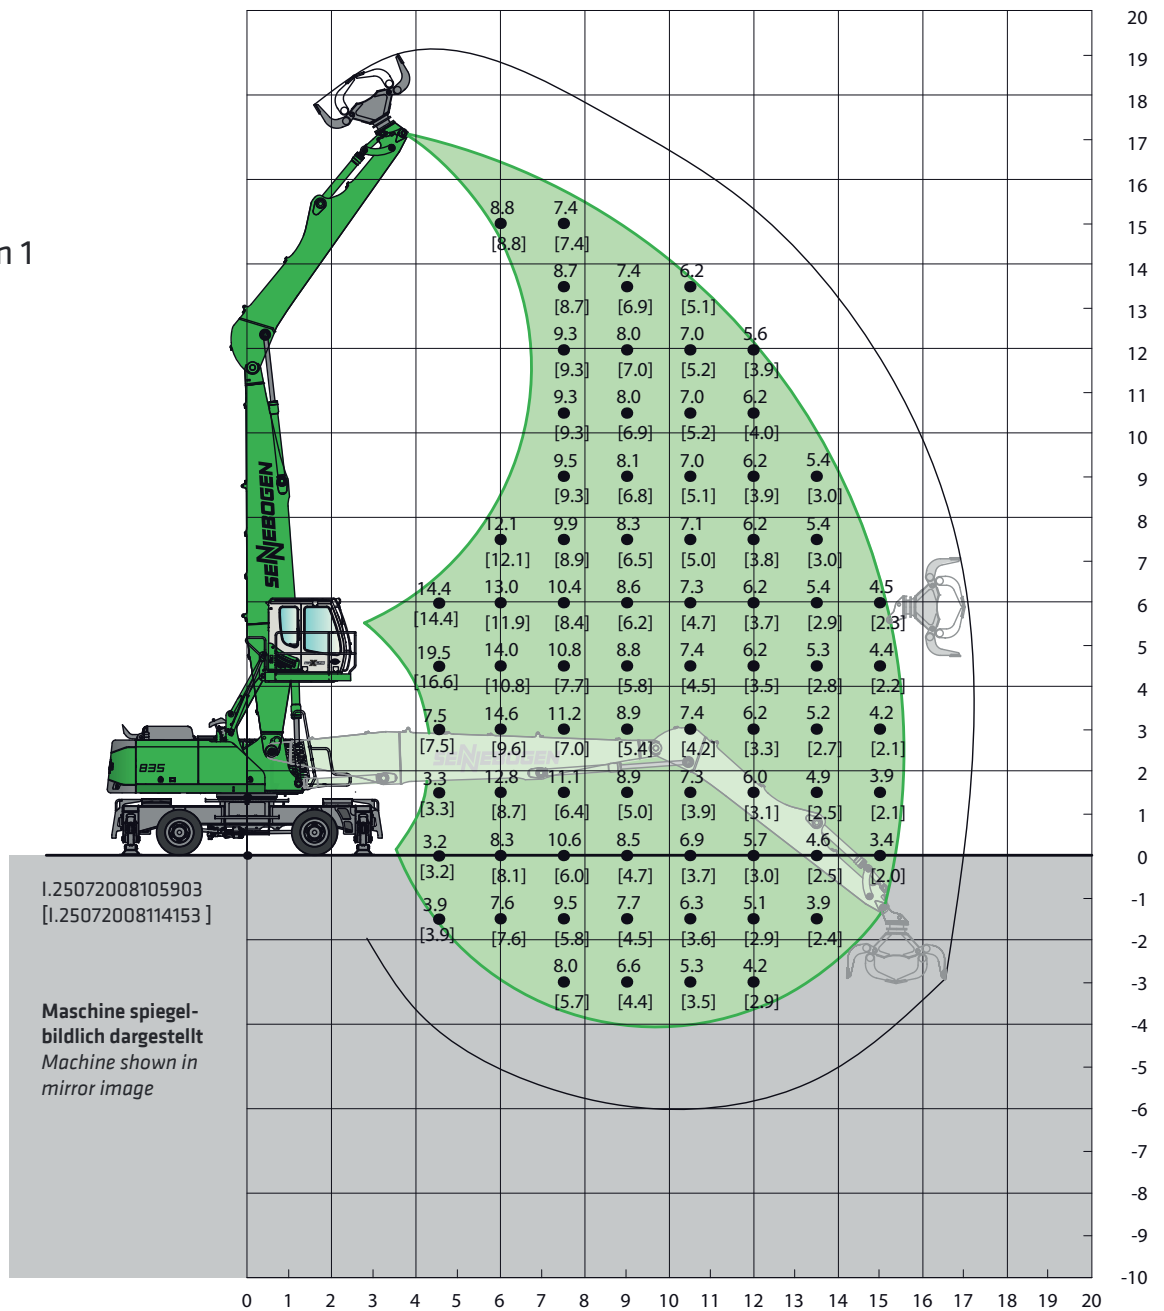 20
19
18
17
16
n 1
8.8 7.4
15
[8.8] [7.4]
14
8.7 7.4 6.2
13
[8.7] [6.9] [5.1]
9.3 8.0 7.0 5.6
12
[9.3] [7.0] [5.2] [3.9]
11
9.3 8.0 7.0 6.2
10
[9.3] [6.9] [5.2] [4.0]
9.5 8.1 7.0 6.2 5.4
9
[9.3] [6.8] [5.1] [3.9] [3.0]
SENNEBOGEN
8
12.1 9.9 8.3 7.1 6.2 5.4
7
[12.1] [8.9] [6.5] [5.0] [3.8] [3.0]
14.4 13.0 10.4 8.6 7.3 6.2 5.4 4.5
6
[14.4] [11.9] [8.4] [6.2] [4.7] [3.7] [2.9] [2.3]
5
19.5 14.0 10.8 8.8 7.4 6.2 5.3 4.4
[16.6] [10.8] [7.7] [5.8] [4.5] [3.5] [2.8] [2.2]
4
7.5 14.6 11.2 8.9 7.4 6.2 5.2 4.2
3
[7.5] [9.6] [7.0] [5.4] [4.2] [3.3] [2.7] [2.1]
SENNEBOGEN
835
2
3.3 12.8 11.1 8.9 7.3 6.0 4.9 3.9
[3.3] [8.7] [6.4] [5.0] [3.9] [3.1] [2.5] [2.1]
1
3.2 8.3 10.6 8.5 6.9 5.7 4.6 3.4
0
[3.2] [8.1] [6.0] [4.7] [3.7] [3.0] [2.5] [2.0]
I.25072008105903
[I.25072008114153 ]
3.9 7.6 9.5 7.7 6.3 5.1 3.9
-1
[3.9] [7.6] [5.8] [4.5] [3.6] [2.9] [2.4]
-2
8.0 6.6 5.3 4.2
-3
[5.7] [4.4] [3.5] [2.9]
Maschine spiegel-
bildlich dargestellt
Machine shown in
mirror image
-4
-5
-6
-7
-8
-9
-10
0 1 2 3 4 5 6 7 8 9 10 11 12 13 14 15 16 17 18 19 20